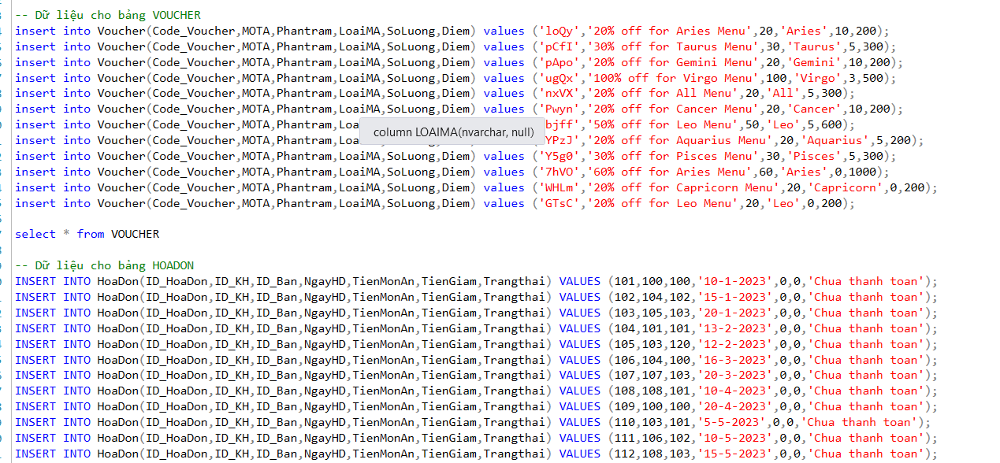 -- Dữ liệu cho bảng VOUCHER
insert into Voucher(Code_Voucher,MOTA,Phantram,LoaiMA,SoLuong,Diem) values ('loQy','20% off for Aries Menu',20,'Aries',10,200);
insert into Voucher(Code_Voucher,MOTA,Phantram,LoaiMA,SoLuong,Diem) values ('pCfI','30% off for Taurus Menu',30,'Taurus',5,300);
insert into Voucher(Code_Voucher,MOTA,Phantram,LoaiMA,SoLuong,Diem) values ('pApo','20% off for Gemini Menu',20,'Gemini',10,200);
insert into Voucher(Code_Voucher,MOTA,Phantram,LoaiMA,SoLuong,Diem) values ('ugQx','100% off for Virgo Menu',100,'Virgo',3,500);
insert into Voucher(Code_Voucher,MOTA,Phantram,LoaiMA,SoLuong,Diem) values ('nxVX','20% off for All Menu',20,'All',5,300);
insert into Voucher(Code_Voucher,MOTA,Phantram,LoaiMA,SoLuong,Diem) values ('Pwyn','20% off for Cancer Menu',20,'Cancer',10,200);
insert into Voucher(Code_Voucher,MOTA,Phantram,Loa bjff','50% off for Leo Menu',50,'Leo',5,600);
column LOAIMA(nvarchar, null)
insert into Voucher(Code_Voucher,MOTA,Phantram,Loa YPzJ','20% off for Aquarius Menu',20,'Aquarius',5,200);
insert into Voucher(Code_Voucher,MOTA,Phantram,LoaiMA,SoLuong,Diem) values ('Y5g0','30% off for Pisces Menu',30,'Pisces',5,300);
insert into Voucher(Code_Voucher,MOTA,Phantram,LoaiMA,SoLuong,Diem) values ('7hVO','60% off for Aries Menu',60,'Aries',0,1000);
insert into Voucher(Code_Voucher,MOTA,Phantram,LoaiMA,SoLuong,Diem) values ('WHLm','20% off for Capricorn Menu',20,'Capricorn',0,200);
insert into Voucher(Code_Voucher,MOTA,Phantram,LoaiMA,SoLuong,Diem) values ('GTsC','20% off for Leo Menu',20,'Leo',0,200);
select * from VOUCHER
-- Dữ liệu cho bảng HOADON
INSERT INTO HoaDon(ID_HoaDon,ID_KH,ID_Ban,NgayHD,TienMonAn,TienGiam,Trangthai) VALUES (101,100,100,'10-1-2023',0,0,'Chua thanh toan');
INSERT INTO HoaDon(ID_HoaDon,ID_KH,ID_Ban,NgayHD,TienMonAn,TienGiam,Trangthai) VALUES (102,104,102,'15-1-2023',0,0,'Chua thanh toan');
INSERT INTO HoaDon(ID_HoaDon,ID_KH,ID_Ban,NgayHD,TienMonAn,TienGiam,Trangthai) VALUES (103,105,103,'20-1-2023',0,0,'Chua thanh toan');
INSERT INTO HoaDon(ID_HoaDon,ID_KH,ID_Ban,NgayHD,TienMonAn,TienGiam,Trangthai) VALUES (104,101,101,'13-2-2023',0,0,'Chua thanh toan');
INSERT INTO HoaDon(ID_HoaDon,ID_KH,ID_Ban,NgayHD,TienMonAn,TienGiam,Trangthai) VALUES (105,103,120,'12-2-2023',0,0,'Chua thanh toan');
INSERT INTO HoaDon(ID_HoaDon,ID_KH,ID_Ban,NgayHD,TienMonAn,TienGiam,Trangthai) VALUES (106,104,100,'16-3-2023',0,0,'Chua thanh toan');
INSERT INTO HoaDon(ID_HoaDon,ID_KH,ID_Ban,NgayHD,TienMonAn,TienGiam,Trangthai) VALUES (107,107,103,'20-3-2023',0,0,'Chua thanh toan');
INSERT INTO HoaDon(ID_HoaDon,ID_KH,ID_Ban,NgayHD,TienMonAn,TienGiam,Trangthai) VALUES (108,108,101,'10-4-2023',0,0,'Chua thanh toan');
INSERT INTO HoaDon(ID_HoaDon,ID_KH,ID_Ban,NgayHD,TienMonAn,TienGiam,Trangthai) VALUES (109,100,100,'20-4-2023',0,0,'Chua thanh toan');
INSERT INTO HoaDon(ID_HoaDon,ID_KH,ID_Ban,NgayHD,TienMonAn,TienGiam,Trangthai) VALUES (110,103,101,'5-5-2023',0,0,'Chua thanh toan');
INSERT INTO HoaDon(ID_HoaDon,ID_KH,ID_Ban,NgayHD,TienMonAn,TienGiam,Trangthai) VALUES (111,106,102,'10-5-2023',0,0,'Chua thanh toan');
INSERT INTO HoaDon(ID_HoaDon,ID_KH,ID_Ban,NgayHD,TienMonAn,TienGiam,Trangthai) VALUES (112,108,103,'15-5-2023',0,0,'Chua thanh toan');